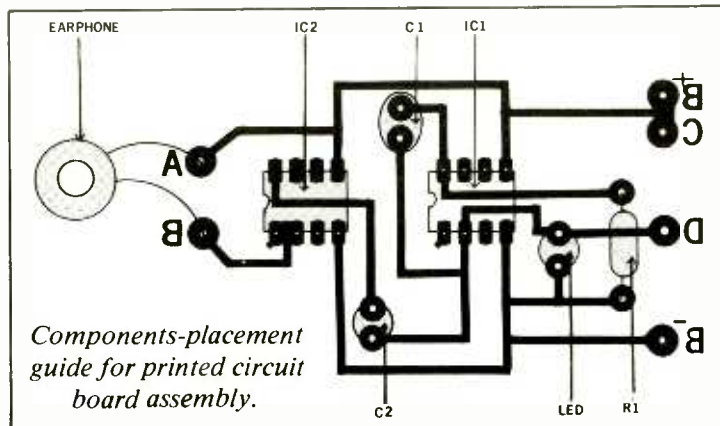 EARPHONE IC2 C1 IC1
B+
C
A
B
D
B-
Components-placement
guide for printed circuit
board assembly.
C2 LED R1